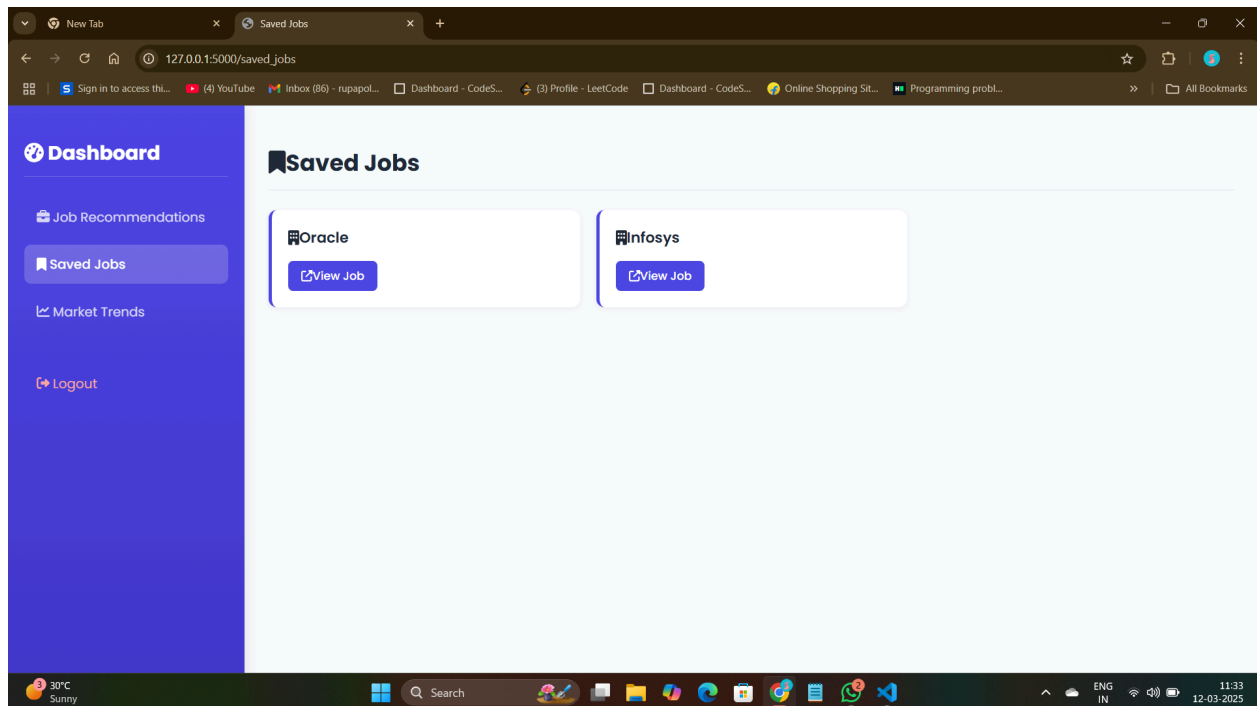 New Tab
Saved Jobs
127.0.0.1:5000/saved_jobs
Sign in to access thi... (4) YouTube Inbox (86) - rupapol... Dashboard - CodeS... (3) Profile - LeetCode Dashboard - CodeS... Online Shopping Sit... Programming probl... » All Bookmarks
Dashboard
Job Recommendations
Saved Jobs
Market Trends
Logout
Saved Jobs
Oracle
View Job
Infosys
View Job
3
30°C
Sunny
Search
2
ENG
IN
11:33
12-03-2025